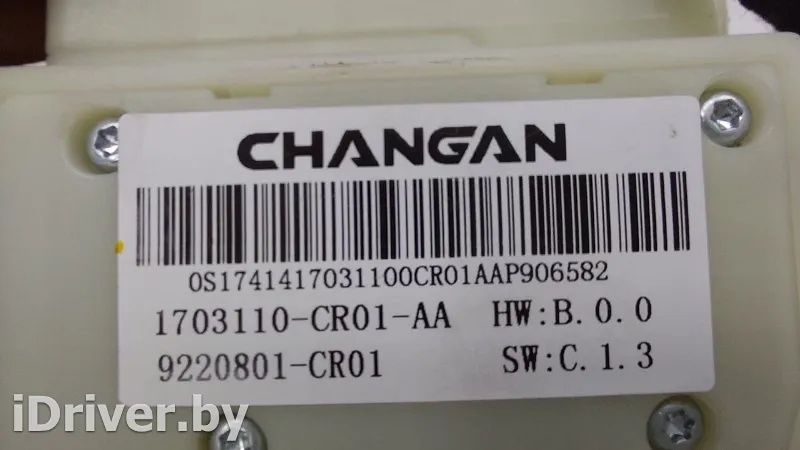 CHANGAN
0S1741417031100CR01AAP906582
1703110-CR01-AA HW:B.0.0
9220801-CR01 SW:C.1.3
iDriver.by